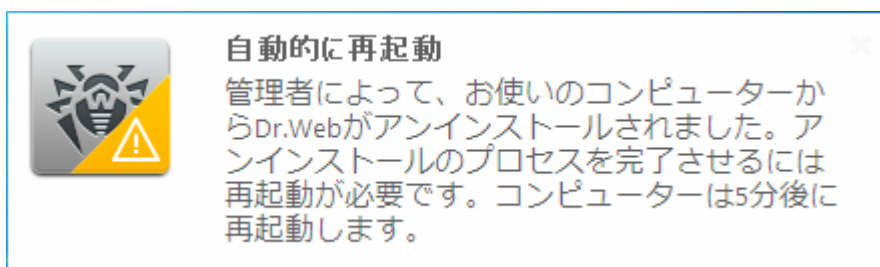 自動的に再起動
管理者によって、お使いのコンピューターか
らDr.Webがアンインストールされました。ア
ンインストールのプロセスを完了させるには
再起動が必要です。コンピューターは5分後に
再起動します。